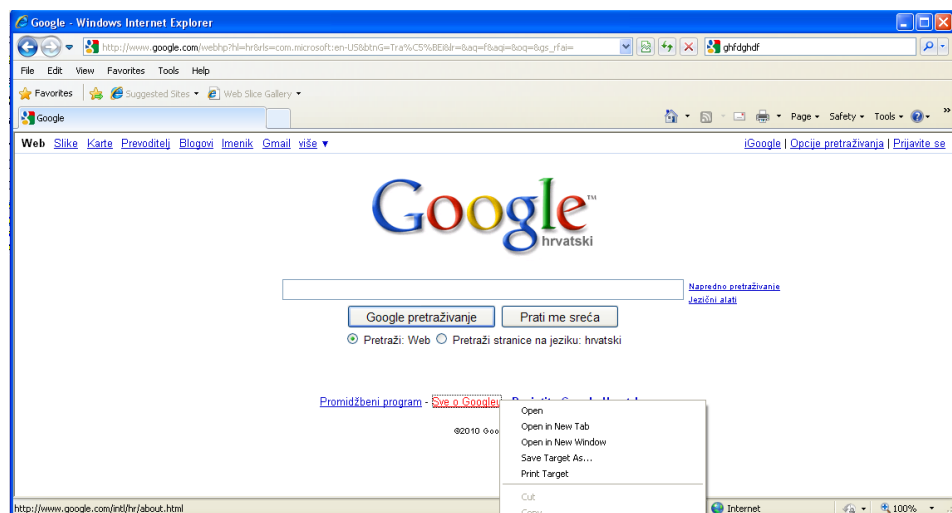 Google - Windows Internet Explorer
http://www.google.com/webhp?hl=hr&rls=com.microsoft:en-US&btnG=Tra%C5%BEi&lr=&aq=f&aqi=&oq=&gs_rfai= ghfdghdf
File Edit View Favorites Tools Help
Favorites Suggested Sites Web Slice Gallery
Google Page Safety Tools »
Web Slike Karte Prevoditelj Blogovi Imenik Gmail više ▼ iGoogle | Opcije pretraživanja | Prijavite se
Google™
hrvatski
Napredno pretraživanje
Jezični alati
Google pretraživanje Prati me sreća
Pretraži: Web Pretraži stranice na jeziku: hrvatski
Promidžbeni program - Sve o Googleu
©2010
Open
Open in New Tab
Open in New Window
Save Target As...
Print Target
Cut
Copy
http://www.google.com/intl/hr/about.html Internet 100%